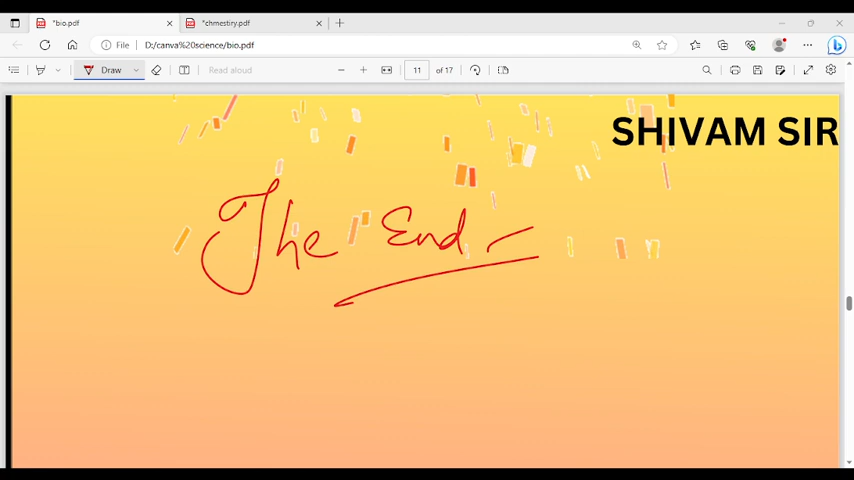 *bio.pdf
*chmestiry.pdf
File
D:/canva%20science/bio.pdf
Draw
Read aloud
11
of 17
SHIVAM SIR
The End